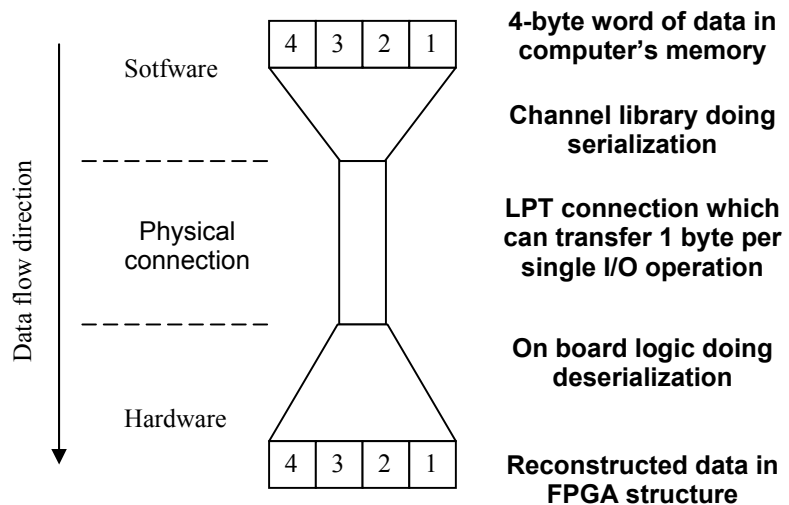 4 3 2 1
4-byte word of data in
computer's memory
Sotfware
Channel library doing
serialization
Data flow direction
Physical
connection
LPT connection which
can transfer 1 byte per
single I/O operation
On board logic doing
deserialization
Hardware
4 3 2 1
Reconstructed data in
FPGA structure